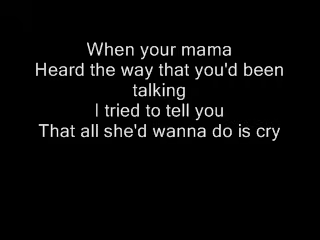 When your mama
Heard the way that you'd been
talking
I tried to tell you
That all she'd wanna do is cry